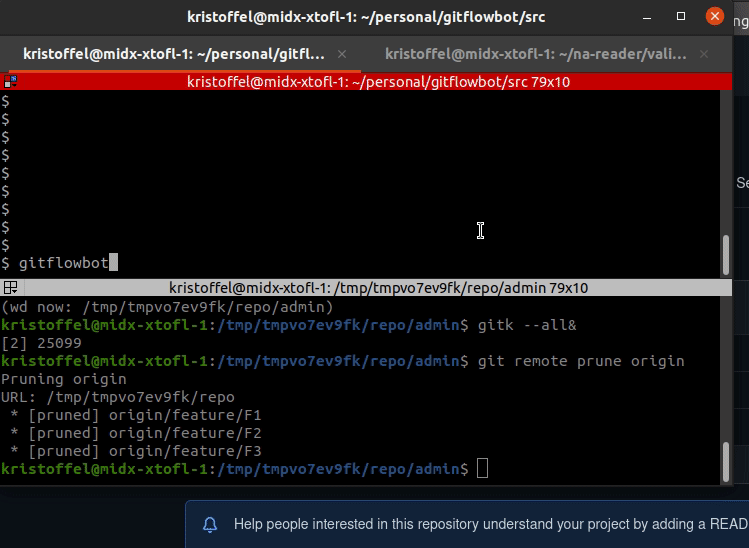 kristoffel@midx-xtofl-1: ~/personal/gitflowbot/src
kristoffel@midx-xtofl-1: ~/personal/gitfl... × kristoffel@midx-xtofl-1: ~/na-reader/vali... ×
kristoffel@midx-xtofl-1: ~/personal/gitflowbot/src 79x10
$
$
$
$
$
$
$
$
$
$ gitflowbot
kristoffel@midx-xtofl-1: /tmp/tmpvo7ev9fk/repo/admin 79x10
(wd now: /tmp/tmpvo7ev9fk/repo/admin)
kristoffel@midx-xtofl-1:/tmp/tmpvo7ev9fk/repo/admin$ gitk --all&
[2] 25099
kristoffel@midx-xtofl-1:/tmp/tmpvo7ev9fk/repo/admin$ git remote prune origin
Pruning origin
URL: /tmp/tmpvo7ev9fk/repo
* [pruned] origin/feature/F1
* [pruned] origin/feature/F2
* [pruned] origin/feature/F3
kristoffel@midx-xtofl-1:/tmp/tmpvo7ev9fk/repo/admin$
Help people interested in this repository understand your project by adding a READ